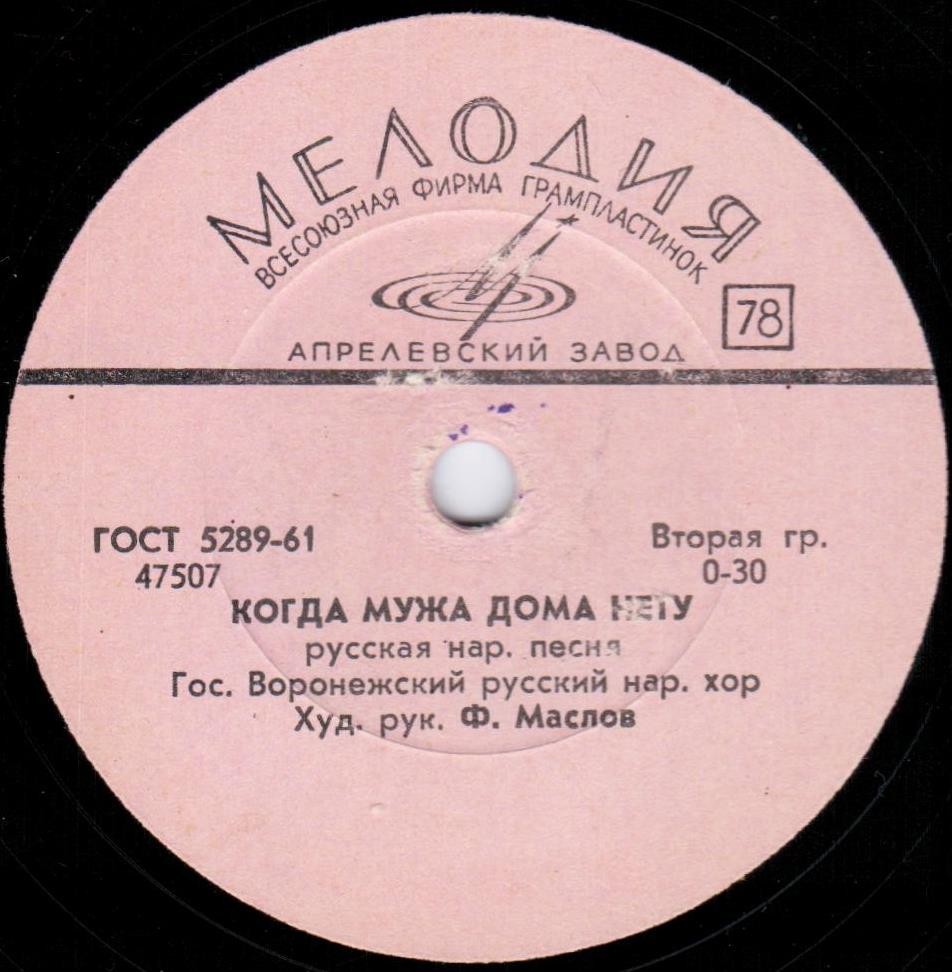 МЕЛОДИЯ
ВСЕСОЮЗНАЯ ФИРМА ГРАМПЛАСТИНОК
78
АПРЕЛЕВСКИЙ ЗАВОД
ГОСТ 5289-61 Вторая гр.
47507 0-30
КОГДА МУЖА ДОМА НЕТУ
русская нар. песня
Гос. Воронежский русский нар. хор
Худ. рук. Ф. Маслов